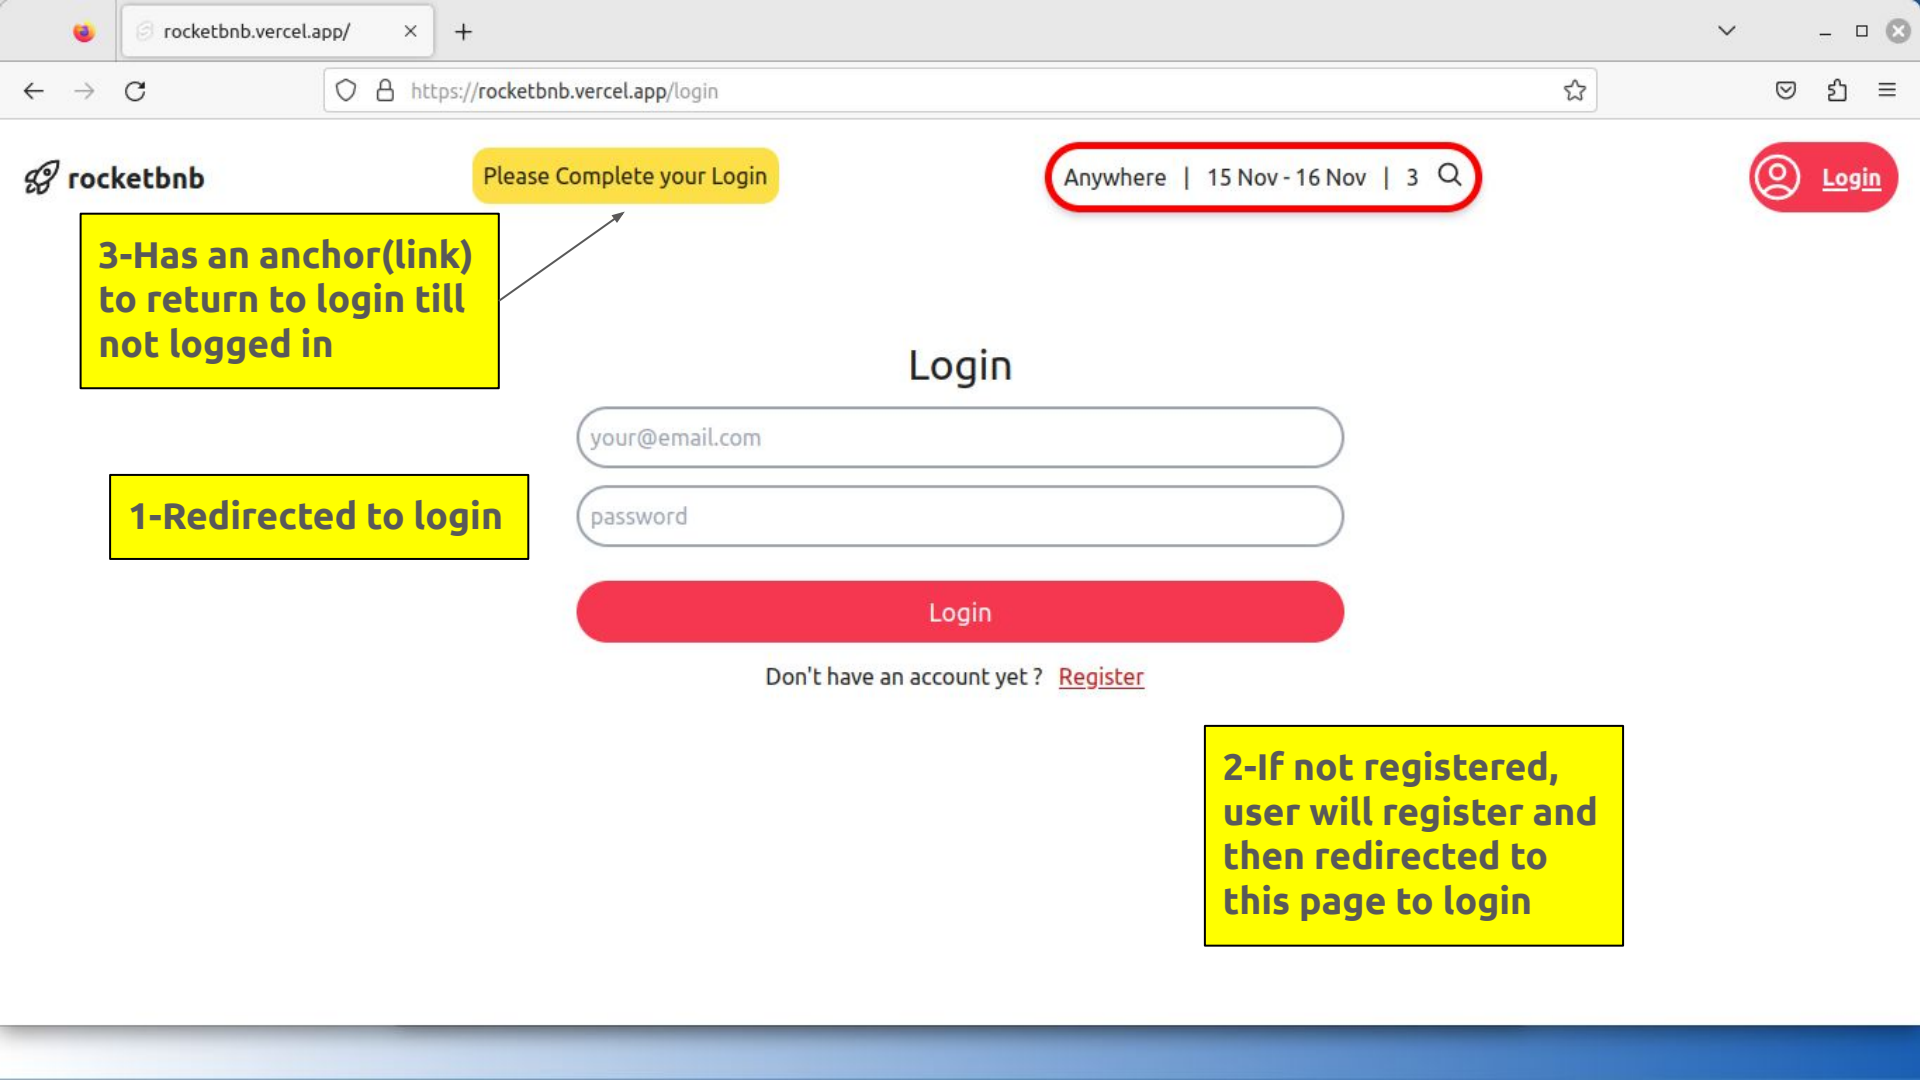 rocketbnb.vercel.app/
https://rocketbnb.vercel.app/login
rocketbnb
Please Complete your Login
Anywhere | 15 Nov - 16 Nov | 3
Login
3-Has an anchor(link)
to return to login till
not logged in
Login
your@email.com
1-Redirected to login
password
Login
Don't have an account yet ? Register
2-If not registered,
user will register and
then redirected to
this page to login